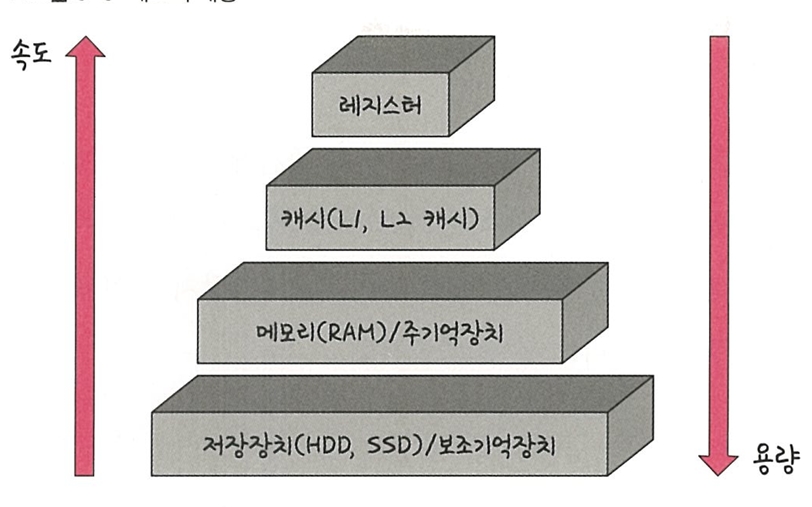 속도
레지스터
캐시(L1, L2 캐시)
메모리(RAM)/주기억장치
저장장치(HDD, SSD)/보조기억장치
용량